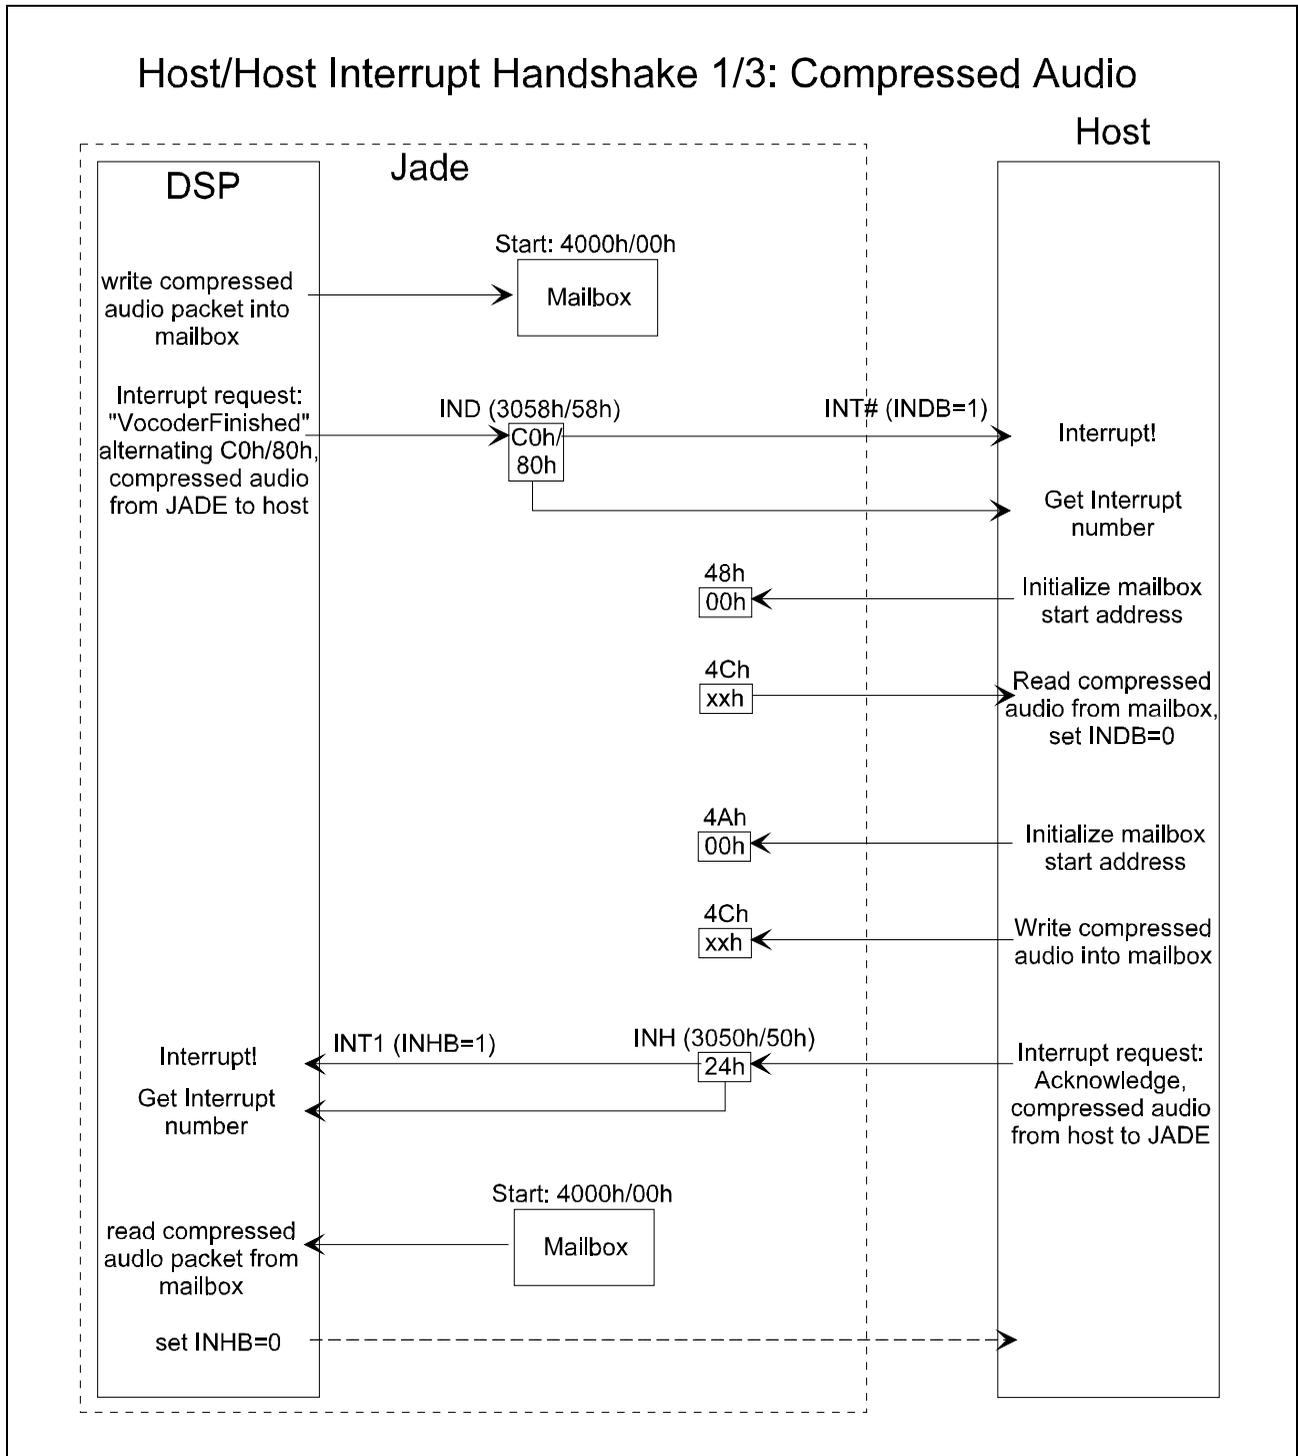 Host/Host Interrupt Handshake 1/3: Compressed Audio
Host
Jade
DSP
Start: 4000h/00h
write compressed
audio packet into
mailbox
Mailbox
Interrupt request:
"VocoderFinished"
alternating C0h/80h,
compressed audio
from JADE to host
IND (3058h/58h)
C0h/
80h
INT# (INDB=1)
Interrupt!
Get Interrupt
number
48h
00h
Initialize mailbox
start address
4Ch
xxh
Read compressed
audio from mailbox,
set INDB=0
4Ah
00h
Initialize mailbox
start address
4Ch
xxh
Write compressed
audio into mailbox
INH (3050h/50h)
24h
Interrupt request:
Acknowledge,
compressed audio
from host to JADE
INT1 (INHB=1)
Interrupt!
Get Interrupt
number
Start: 4000h/00h
Mailbox
read compressed
audio packet from
mailbox
set INHB=0